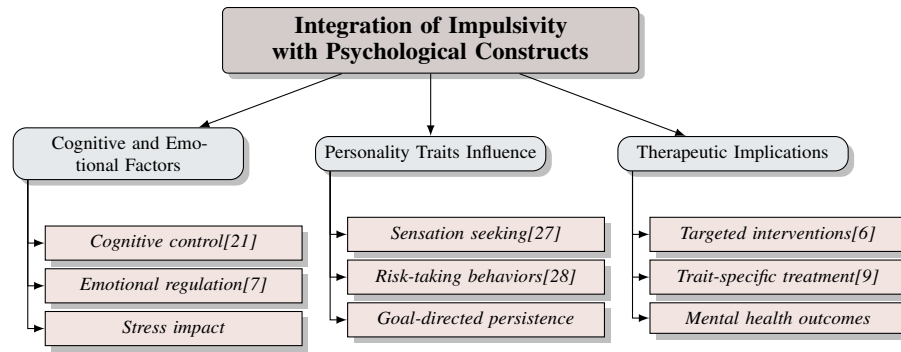 Integration of Impulsivity
with Psychological Constructs
Cognitive and Emo-
tional Factors
Cognitive control[21]
Emotional regulation[7]
Stress impact
Personality Traits Influence
Sensation seeking[27]
Risk-taking behaviors[28]
Goal-directed persistence
Therapeutic Implications
Targeted interventions[6]
Trait-specific treatment[9]
Mental health outcomes